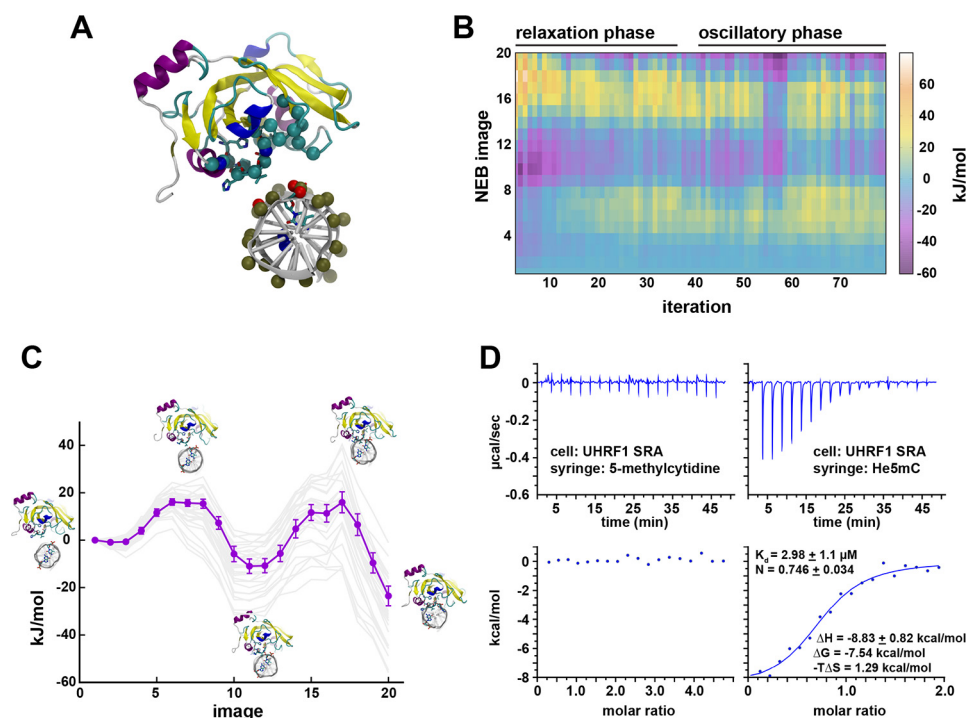 A
B
relaxation phase oscillatory phase
20
16
12
8
4
NEB image
10 20 30 40 50 60 70
iteration
60
40
20
0
-20
-40
-60
kJ/mol
C
40
20
0
-20
-40
-60
kJ/mol
0 5 10 15 20
image
D
0
-0.2
-0.4
-0.6
µcal/sec
cell: UHRF1 SRA
syringe: 5-methylcytidine
5 15 25 35 45
time (min)
cell: UHRF1 SRA
syringe: He5mC
5 15 25 35 45
time (min)
0
-2
-4
-6
-8
kcal/mol
0 1.0 2.0 3.0 4.0
molar ratio
Kd = 2.98 ± 1.1 µM
N = 0.746 ± 0.034
ΔH = -8.83 ± 0.82 kcal/mol
ΔG = -7.54 kcal/mol
-TΔS = 1.29 kcal/mol
0 1.0 2.0
molar ratio